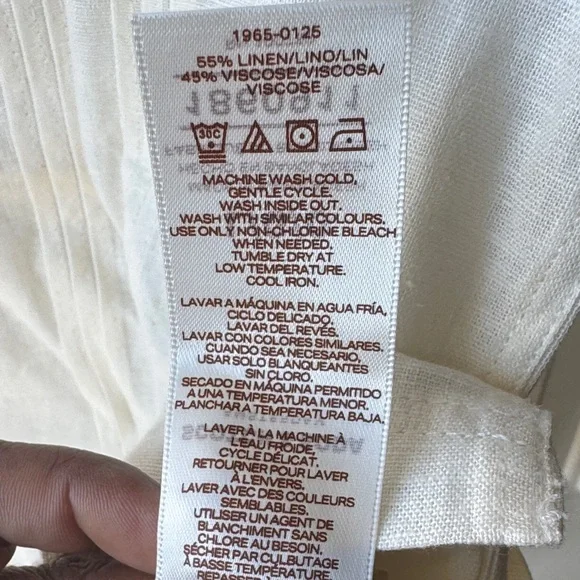 1965-0125
55% LINEN/LINO/LIN
45% VISCOSE/VISCOSA/
VISCOSE
30C
MACHINE WASH COLD,
GENTLE CYCLE.
WASH INSIDE OUT.
WASH WITH SIMILAR COLOURS.
USE ONLY NON-CHLORINE BLEACH
WHEN NEEDED.
TUMBLE DRY AT
LOW TEMPERATURE.
COOL IRON.
LAVAR A MÁQUINA EN AGUA FRÍA,
CICLO DELICADO.
LAVAR DEL REVÉS.
LAVAR CON COLORES SIMILARES.
CUANDO SEA NECESARIO,
USAR SOLO BLANQUEANTES
SIN CLORO.
SECADO EN MÁQUINA PERMITIDO
A UNA TEMPERATURA MENOR.
PLANCHAR A TEMPERATURA BAJA.
LAVER À LA MACHINE À
L'EAU FROIDE,
CYCLE DÉLICAT.
RETOURNER POUR LAVER
À L'ENVERS.
LAVER AVEC DES COULEURS
SEMBLABLES.
UTILISER UN AGENT DE
BLANCHIMENT SANS
CHLORE AU BESOIN.
SÉCHER PAR CULBUTAGE
À BASSE TEMPÉRATURE